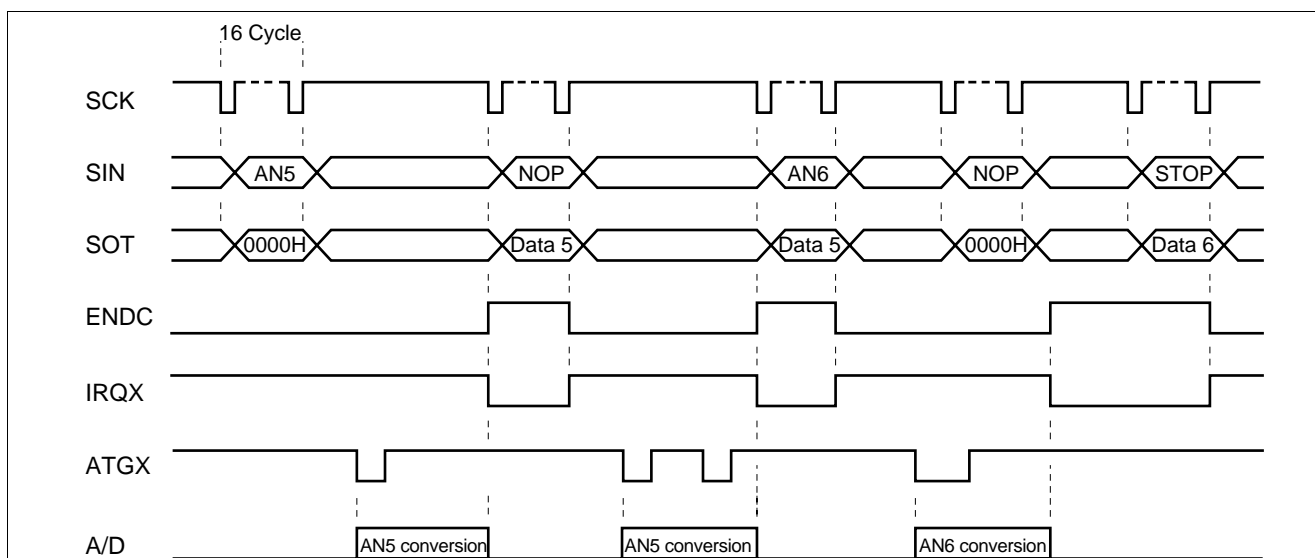 16 Cycle
SCK
SIN AN5 NOP AN6 NOP STOP
SOT 0000H Data 5 Data 5 0000H Data 6
ENDC
IRQX
ATGX
A/D AN5 conversion AN5 conversion AN6 conversion